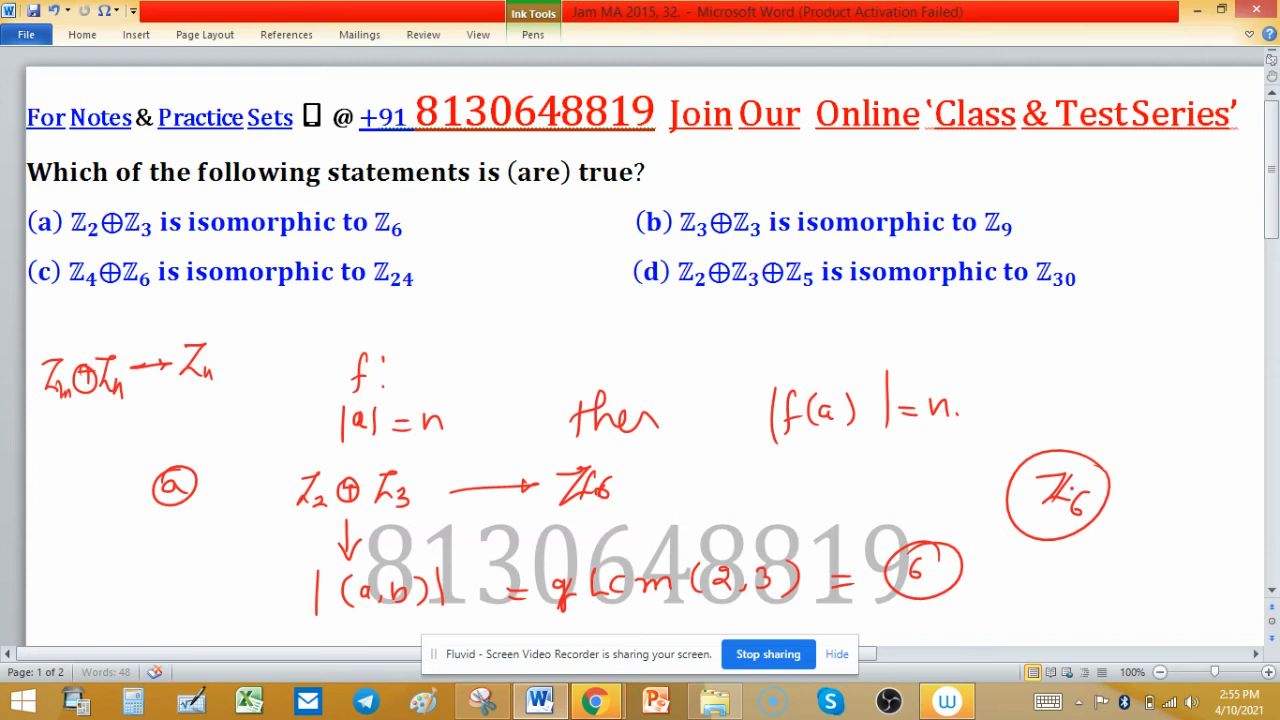 Ink Tools
Jam MA 2015, 32. - Microsoft Word (Product Activation Failed)
File Home Insert Page Layout References Mailings Review View Pens
For Notes & Practice Sets @ +91 8130648819 Join Our Online 'Class & Test Series'
Which of the following statements is (are) true?
(a) ℤ₂⊕ℤ₃ is isomorphic to ℤ₆ (b) ℤ₃⊕ℤ₃ is isomorphic to ℤ₉
(c) ℤ₄⊕ℤ₆ is isomorphic to ℤ₂₄ (d) ℤ₂⊕ℤ₃⊕ℤ₅ is isomorphic to ℤ₃₀
ℤₘ⊕ℤₙ → ℤₙ f:
|a| = n then |f(a)| = n.
a ℤ₂ ⊕ ℤ₃ → ℤ₆ ℤ₆
8130648819
|(a,b)| = lcm (2,3) = 6
Fluvid - Screen Video Recorder is sharing your screen. Stop sharing Hide
Page: 1 of 2 Words: 48 100%
2:55 PM
4/10/2021